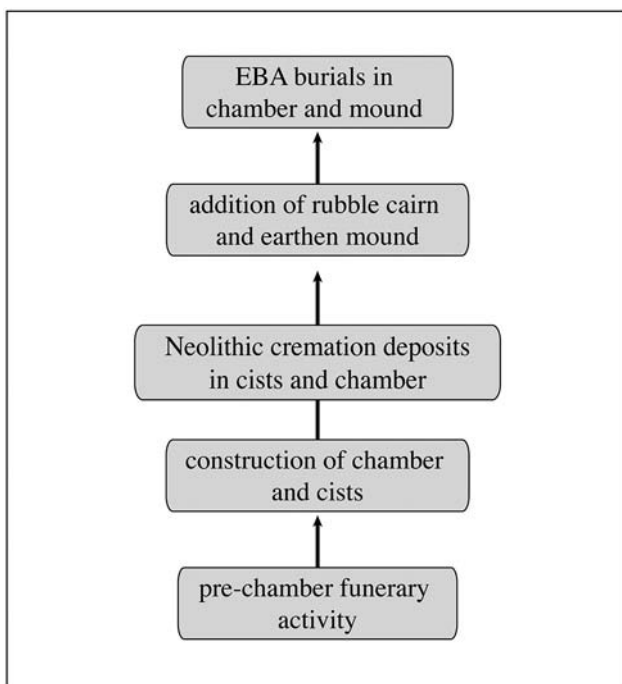 EBA burials in
chamber and mound
addition of rubble cairn
and earthen mound
Neolithic cremation deposits
in cists and chamber
construction of chamber
and cists
pre-chamber funerary
activity